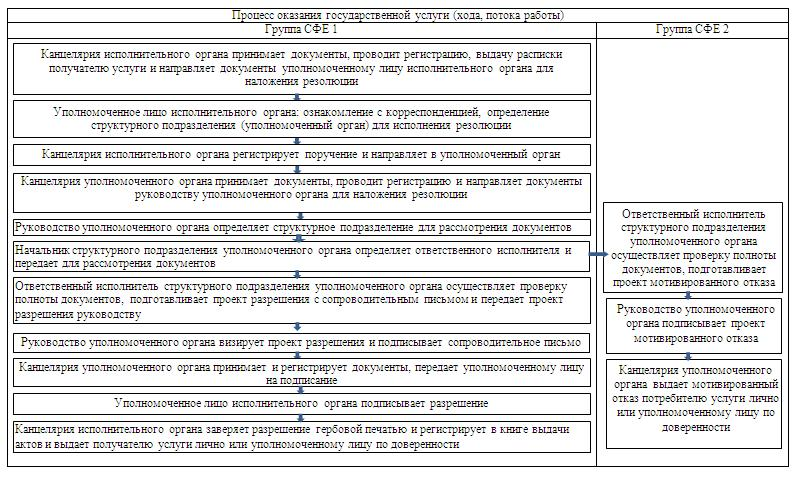 Процесс оказания государственной услуги (хода, потока работы)
Группа СФЕ 1
Канцелярия исполнительного органа принимает документы, проводит регистрацию, выдачу расписки
получателю услуги и направляет документы уполномоченному лицу исполнительного органа для
наложения резолюции
Уполномоченное лицо исполнительного органа: ознакомление с корреспонденцией, определение
структурного подразделения (уполномоченный орган) для исполнения резолюции
Канцелярия исполнительного органа регистрирует поручение и направляет в уполномоченный орган
Канцелярия уполномоченного органа принимает документы, проводит регистрацию и направляет документы
руководству уполномоченного органа для наложения резолюции
Руководство уполномоченного органа определяет структурное подразделение для рассмотрения документов
Начальник структурного подразделения уполномоченного органа определяет ответственного исполнителя и
передает для рассмотрения документов
Ответственный исполнитель структурного подразделения уполномоченного органа осуществляет проверку
полноты документов, подготавливает проект разрешения с сопроводительным письмом и передает проект
разрешения руководству
Руководство уполномоченного органа визирует проект разрешения и подписывает сопроводительное письмо
Канцелярия уполномоченного органа принимает и регистрирует документы, передает уполномоченному лицу
на подписание
Уполномоченное лицо исполнительного органа подписывает разрешение
Канцелярия исполнительного органа заверяет разрешение гербовой печатью и регистрирует в книге выдачи
актов и выдает получателю услуги лично или уполномоченному лицу по доверенности
Группа СФЕ 2
Ответственный исполнитель
структурного подразделения
уполномоченного органа
осуществляет проверку полноты
документов, подготавливает
проект мотивированного отказа
Руководство уполномоченного
органа подписывает проект
мотивированного отказа
Канцелярия уполномоченного
органа выдает мотивированный
отказ потребителю услуги лично
или уполномоченному лицу по
доверенности